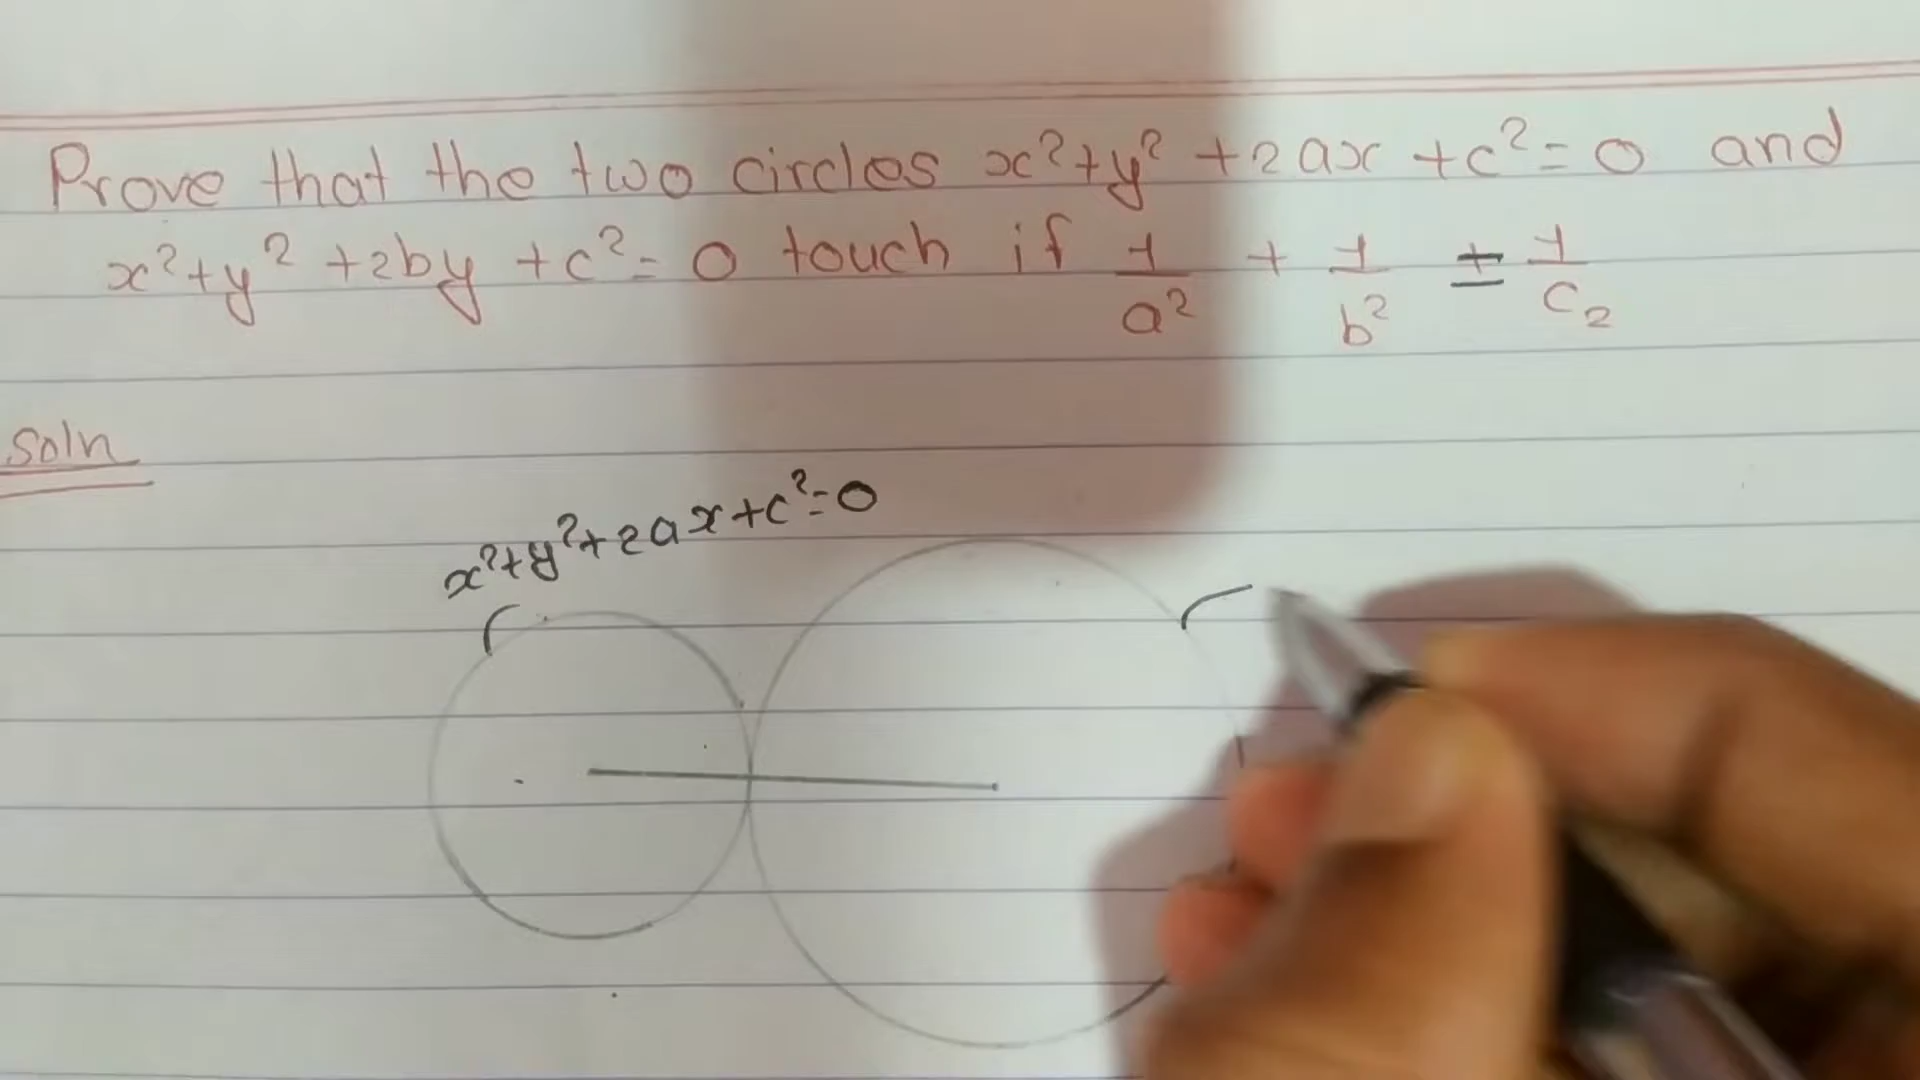 Prove that the two circles x²+y² +2ax +c²=0 and
x²+y² +2by +c²=0 touch if 1/a² + 1/b² = 1/c₂
Soln
x²+y²+2ax+c²=0